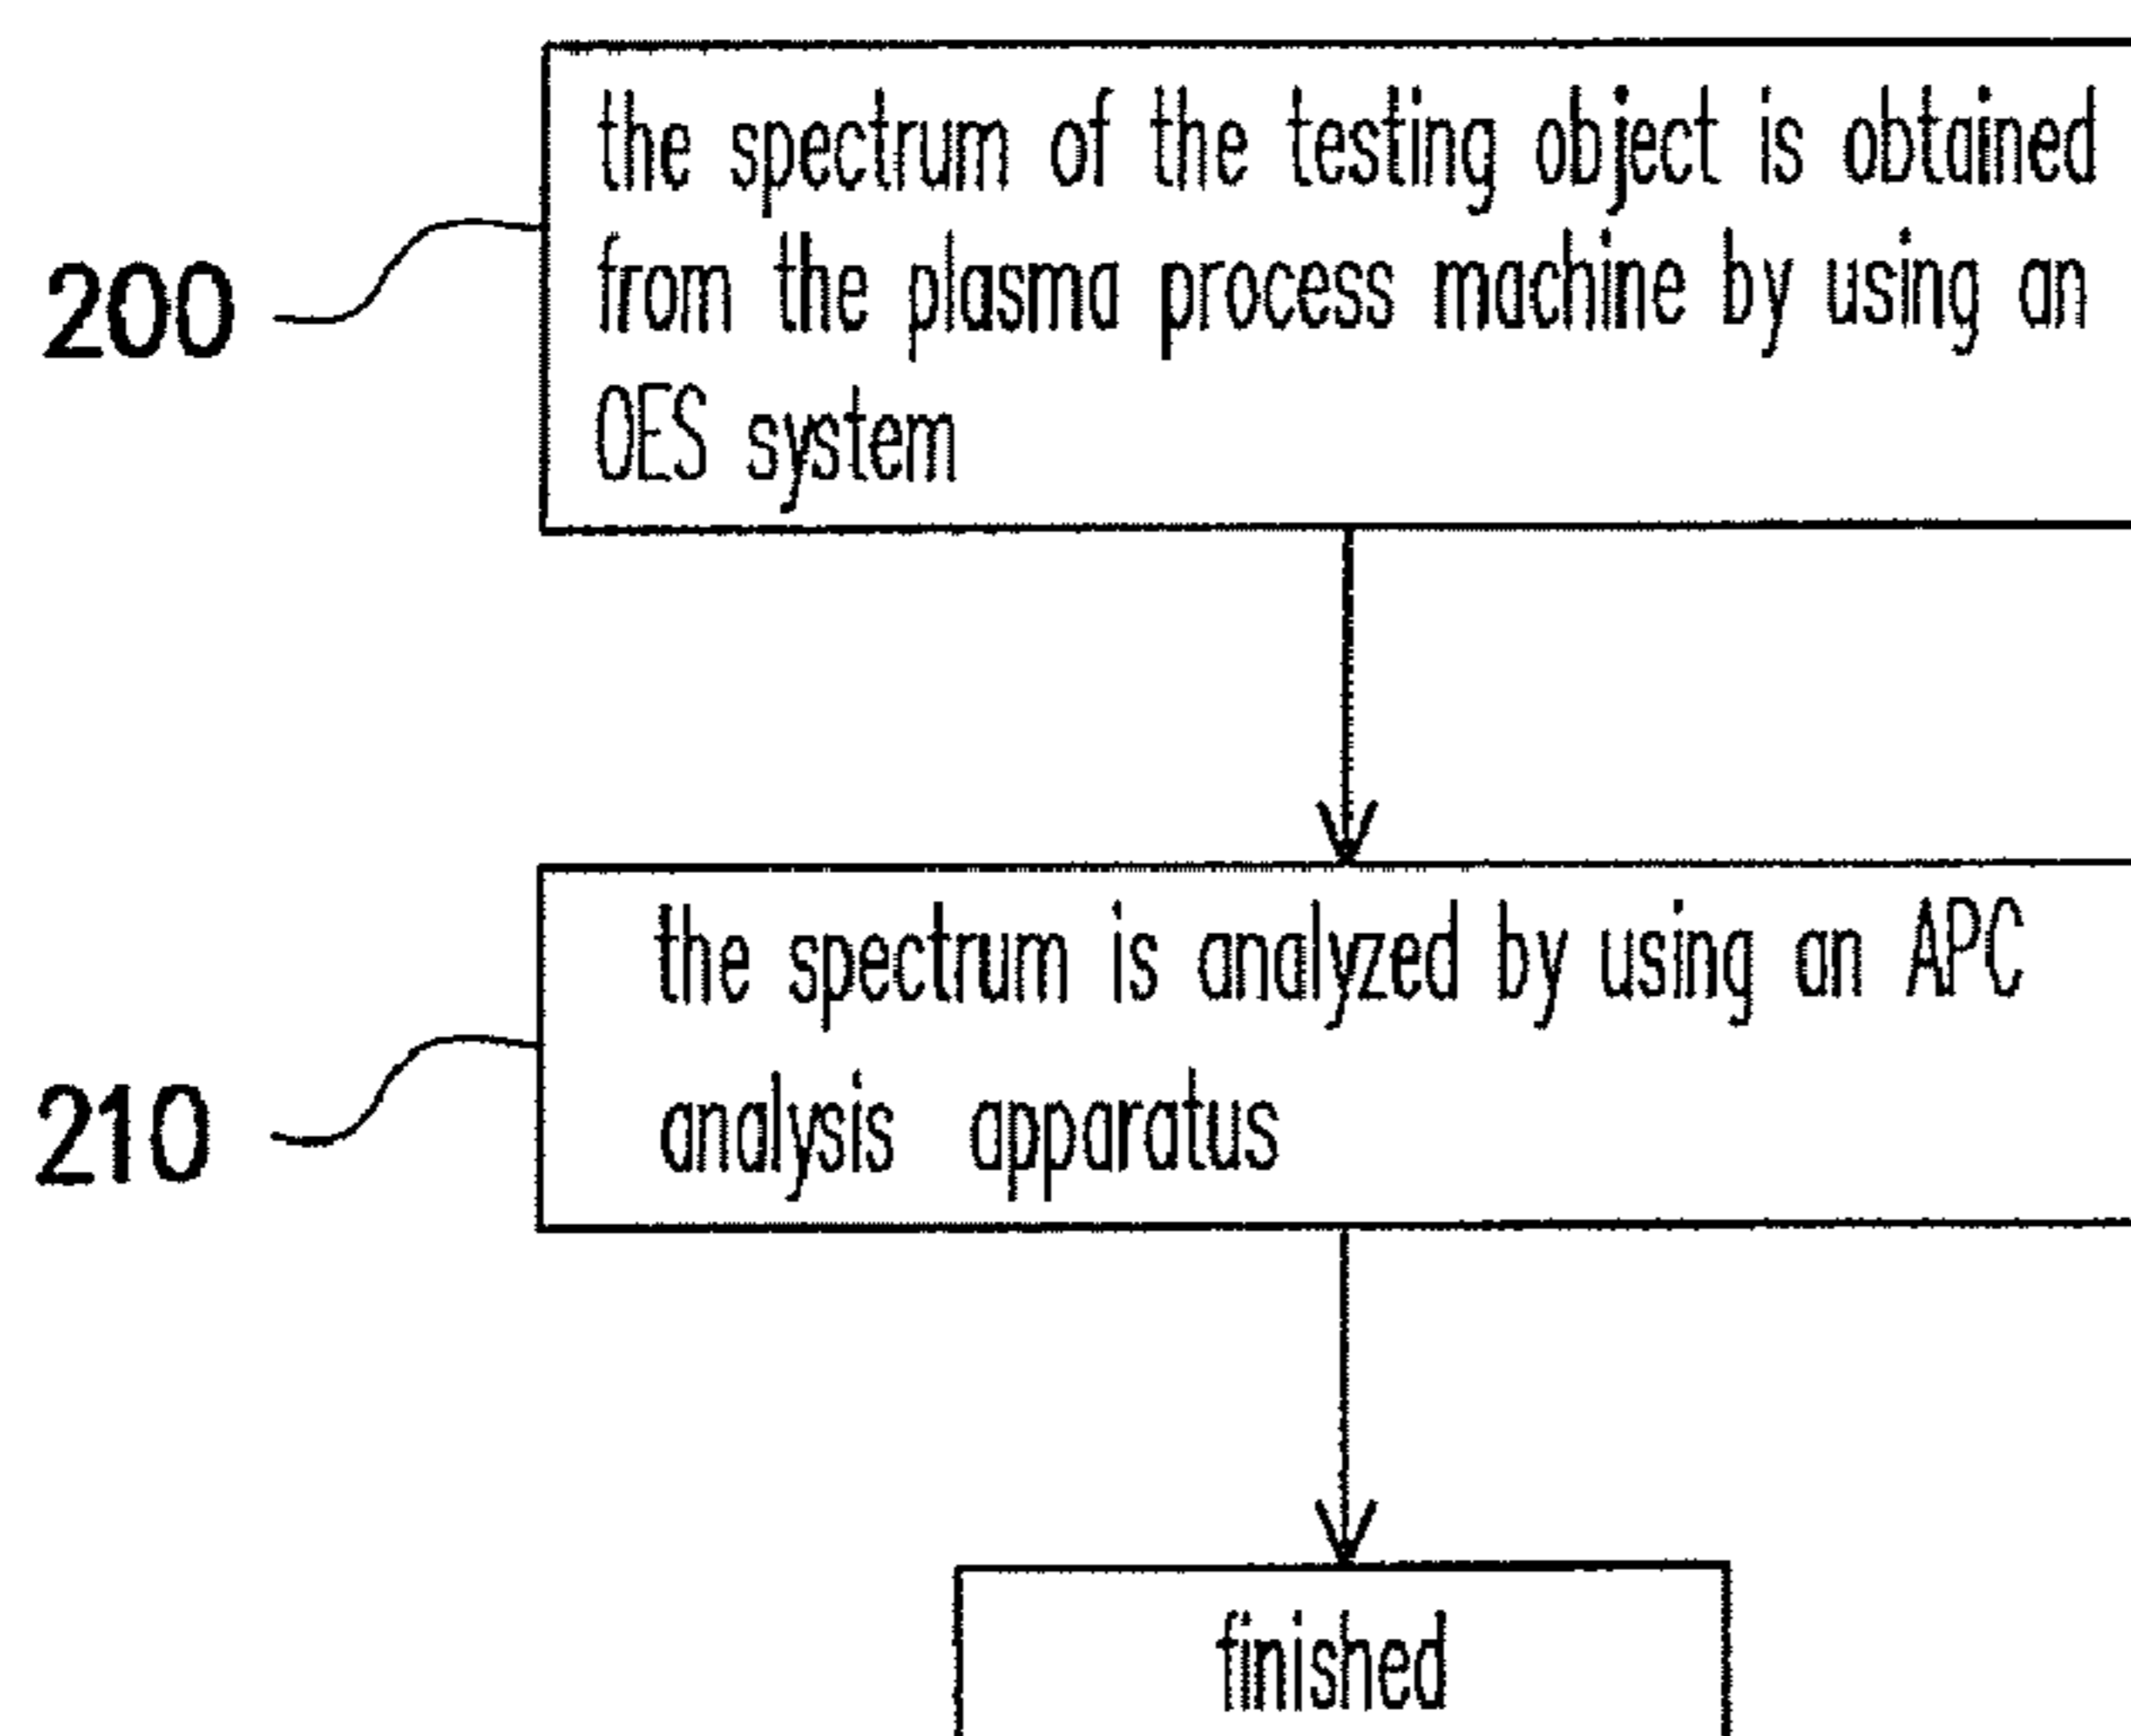 the spectrum of the testing object is obtained
from the plasma process machine by using an
200
OES system
the spectrum is analyzed by using an APC
210
analysis apparatus
finished